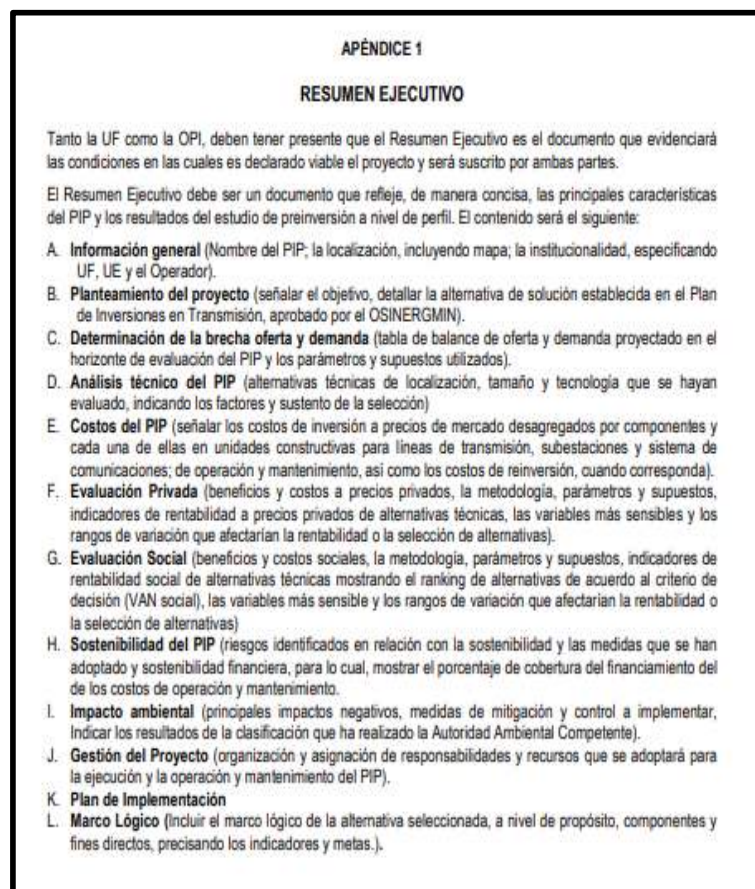 APÉNDICE 1
RESUMEN EJECUTIVO
Tanto la UF como la OPI, deben tener presente que el Resumen Ejecutivo es el documento que evidenciará
las condiciones en las cuales es declarado viable el proyecto y será suscrito por ambas partes.
El Resumen Ejecutivo debe ser un documento que refleje, de manera concisa, las principales características
del PIP y los resultados del estudio de preinversión a nivel de perfil. El contenido será el siguiente:
A. Información general (Nombre del PIP; la localización, incluyendo mapa; la institucionalidad, especificando
UF, UE y el Operador).
B. Planteamiento del proyecto (señalar el objetivo, detallar la alternativa de solución establecida en el Plan
de Inversiones en Transmisión, aprobado por el OSINERGMIN).
C. Determinación de la brecha oferta y demanda (tabla de balance de oferta y demanda proyectado en el
horizonte de evaluación del PIP y los parámetros y supuestos utilizados).
D. Análisis técnico del PIP (alternativas técnicas de localización, tamaño y tecnología que se hayan
evaluado, indicando los factores y sustento de la selección)
E. Costos del PIP (señalar los costos de inversión a precios de mercado desagregados por componentes y
cada una de ellas en unidades constructivas para líneas de transmisión, subestaciones y sistema de
comunicaciones; de operación y mantenimiento, así como los costos de reinversión, cuando corresponda).
F. Evaluación Privada (beneficios y costos a precios privados, la metodología, parámetros y supuestos,
indicadores de rentabilidad a precios privados de alternativas técnicas, las variables más sensibles y los
rangos de variación que afectarían la rentabilidad o la selección de alternativas).
G. Evaluación Social (beneficios y costos sociales, la metodología, parámetros y supuestos, indicadores de
rentabilidad social de alternativas técnicas mostrando el ranking de alternativas de acuerdo al criterio de
decisión (VAN social), las variables más sensible y los rangos de variación que afectarían la rentabilidad o
la selección de alternativas)
H. Sostenibilidad del PIP (riesgos identificados en relación con la sostenibilidad y las medidas que se han
adoptado y sostenibilidad financiera, para lo cual, mostrar el porcentaje de cobertura del financiamiento del
de los costos de operación y mantenimiento.
I. Impacto ambiental (principales impactos negativos, medidas de mitigación y control a implementar,
Indicar los resultados de la clasificación que ha realizado la Autoridad Ambiental Competente).
J. Gestión del Proyecto (organización y asignación de responsabilidades y recursos que se adoptará para
la ejecución y la operación y mantenimiento del PIP).
K. Plan de Implementación
L. Marco Lógico (Incluir el marco lógico de la alternativa seleccionada, a nivel de propósito, componentes y
fines directos, precisando los indicadores y metas.).